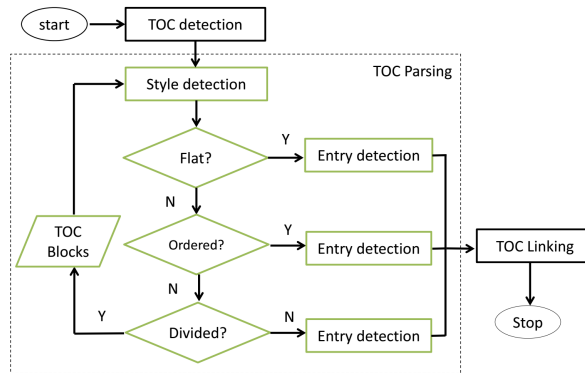 start
TOC detection
TOC Parsing
Style detection
Flat?
Y
Entry detection
N
TOC
Blocks
Ordered?
Y
Entry detection
TOC Linking
N
Y
Divided?
N
Entry detection
Stop